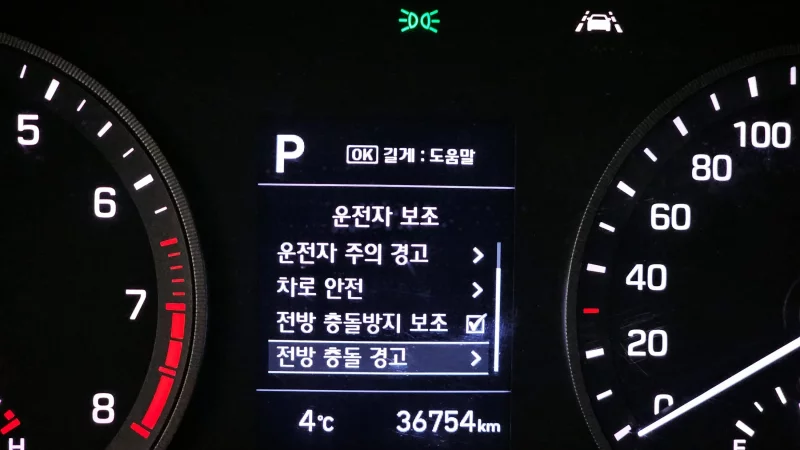 P OK 길게 : 도움말
운전자 보조
운전자 주의 경고
차로 안전
전방 충돌방지 보조
전방 충돌 경고
4℃ 36754km
5
6
7
8
H
100
80
60
40
20
0
E